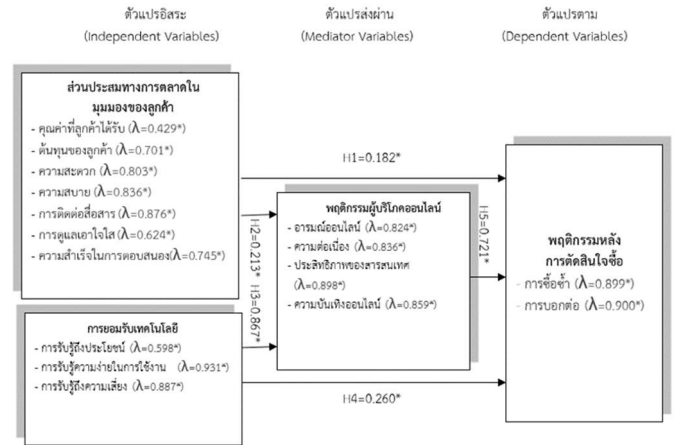 ตัวแปรอิสระ
(Independent Variables)
ตัวแปรส่งผ่าน
(Mediator Variables)
ตัวแปรตาม
(Dependent Variables)
ส่วนประสมทางการตลาดใน
มุมมองของลูกค้า
- คุณค่าที่ลูกค้าได้รับ (λ=0.429*)
- ต้นทุนของลูกค้า (λ=0.701*)
- ความสะดวก (λ=0.803*)
- ความสบาย (λ=0.836*)
- การติดต่อสื่อสาร (λ=0.876*)
- การดูแลเอาใจใส่ (λ=0.624*)
- ความสำเร็จในการตอบสนอง(λ=0.745*)
การยอมรับเทคโนโลยี
- การรับรู้ถึงประโยชน์ (λ=0.598*)
- การรับรู้ความง่ายในการใช้งาน (λ=0.931*)
- การรับรู้ถึงความเสี่ยง (λ=0.887*)
H1=0.182*
H2=0.213*
H3=0.867*
พฤติกรรมผู้บริโภคออนไลน์
- อารมณ์ออนไลน์ (λ=0.824*)
- ความต่อเนื่อง (λ=0.836*)
- ประสิทธิภาพของสารสนเทศ
(λ=0.898*)
- ความบันเทิงออนไลน์ (λ=0.859*)
H5=0.721*
H4=0.260*
พฤติกรรมหลัง
การตัดสินใจซื้อ
- การซื้อซ้ำ (λ=0.899*)
- การบอกต่อ (λ=0.900*)